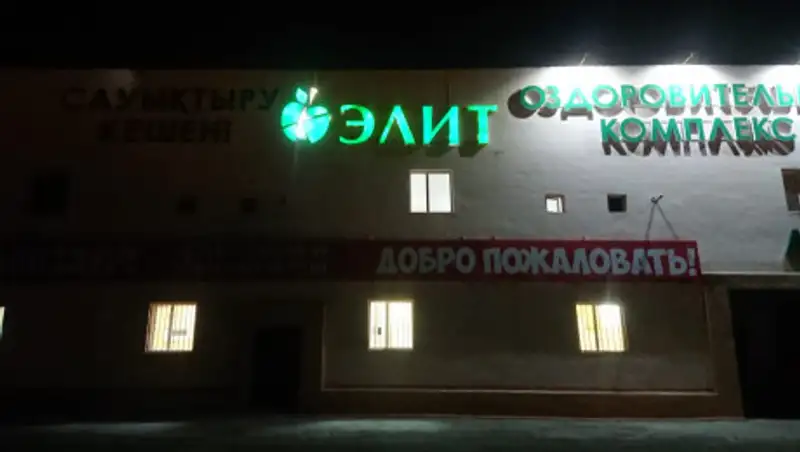 САУЫҚТЫРУ
КЕШЕНІ
ЭЛИТ
ОЗДОРОВИТЕЛЬ
КОМПЛЕКС
ДОБРО ПОЖАЛОВАТЬ!